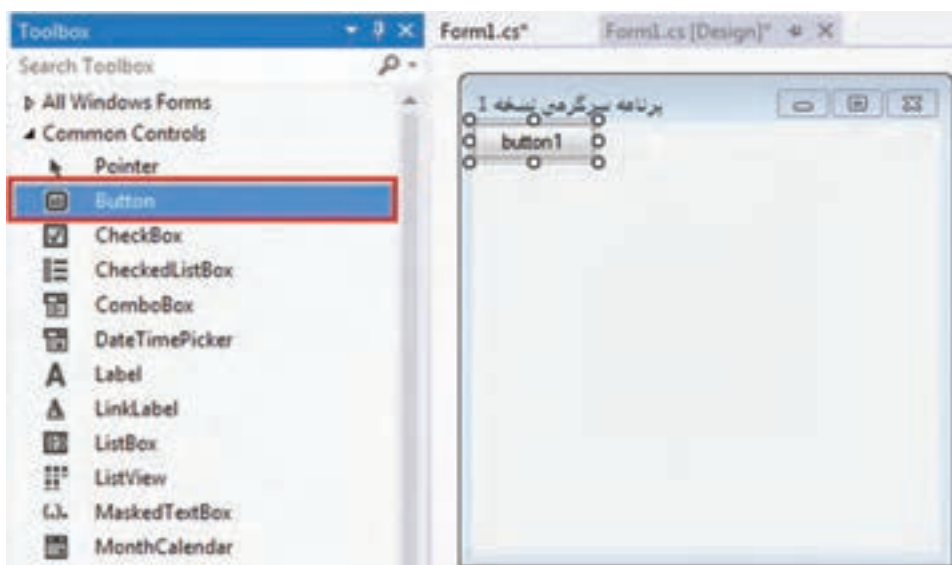 Toolbox
Search Toolbox
All Windows Forms
Common Controls
Pointer
Button
CheckBox
CheckedListBox
ComboBox
DateTimePicker
Label
LinkLabel
ListBox
ListView
MaskedTextBox
MonthCalendar
Form1.cs*
Form1.cs [Design]*
برنامه سرگرمی نسخه 1
button1